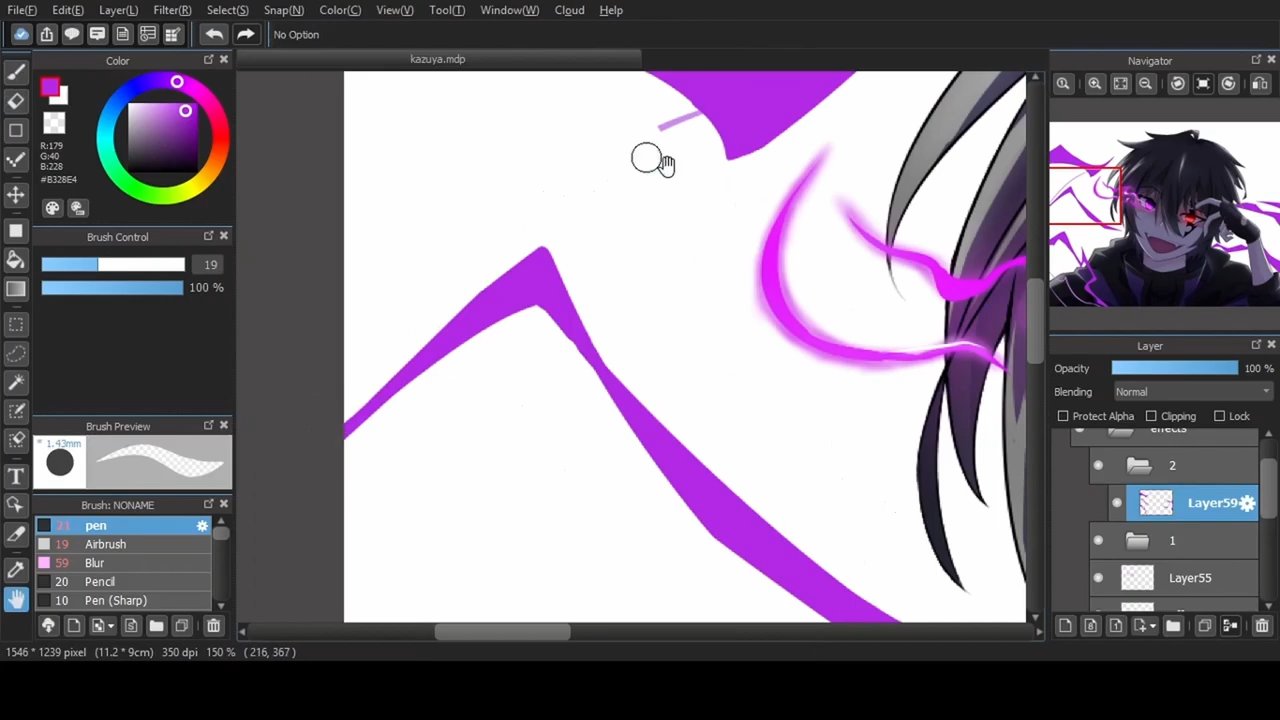 File(F) Edit(E) Layer(L) Filter(R) Select(S) Snap(N) Color(C) View(V) Tool(T) Window(W) Cloud Help
No Option
kazuya.mdp
Color
R:179
G:40
B:228
#B328E4
Brush Control
19
100 %
Brush Preview
* 1.43mm
Brush: NONAME
21 pen
19 Airbrush
59 Blur
20 Pencil
10 Pen (Sharp)
1546 * 1239 pixel (11.2 * 9cm) 350 dpi 150 % ( 216, 367 )
Navigator
Layer
Opacity 100 %
Blending Normal
Protect Alpha Clipping Lock
effects
2
Layer59
1
Layer55